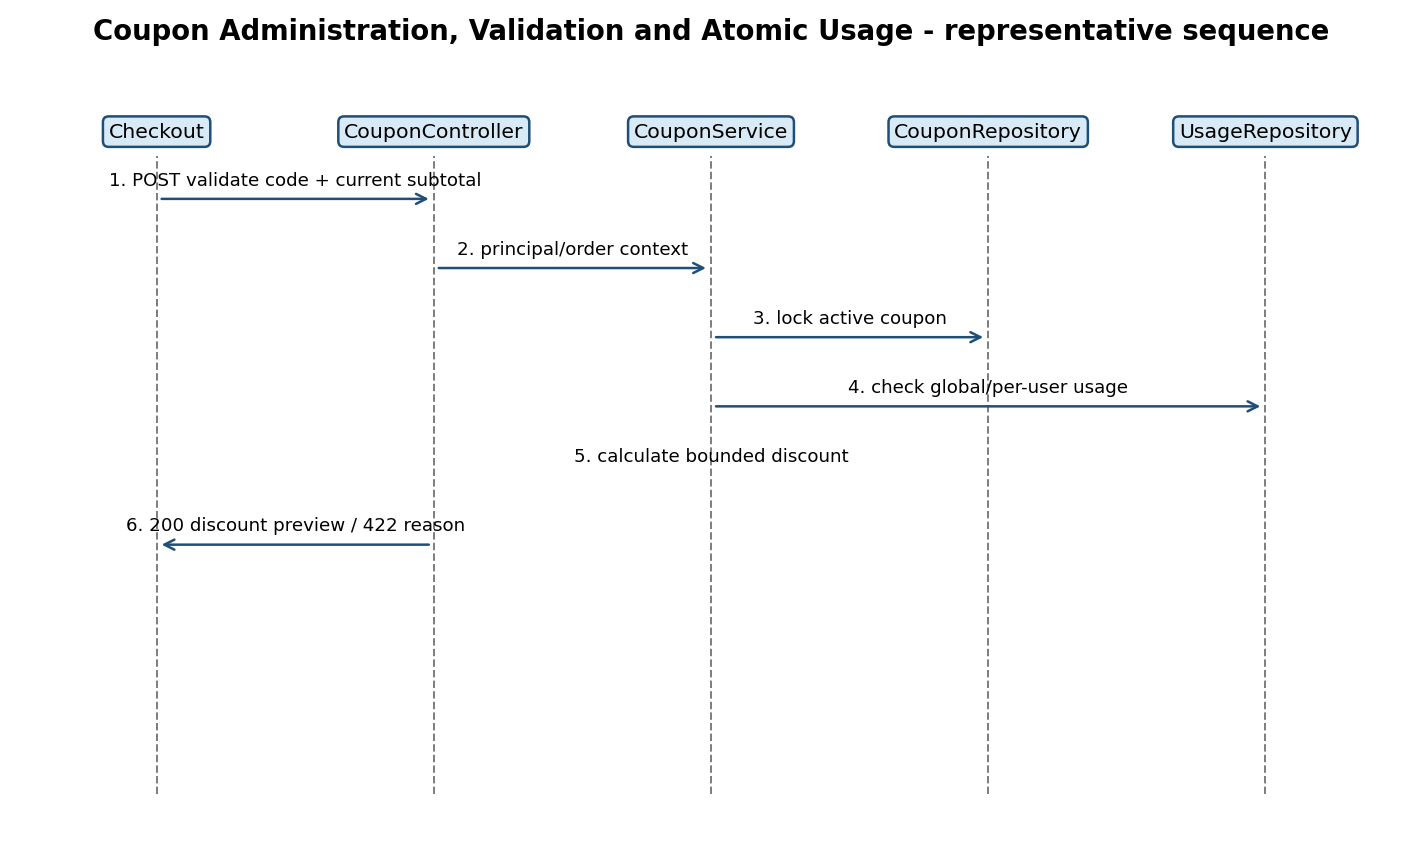 Coupon Administration, Validation and Atomic Usage - representative sequence
Checkout
CouponController
CouponService
CouponRepository
UsageRepository
1. POST validate code + current subtotal
2. principal/order context
3. lock active coupon
4. check global/per-user usage
5. calculate bounded discount
6. 200 discount preview / 422 reason